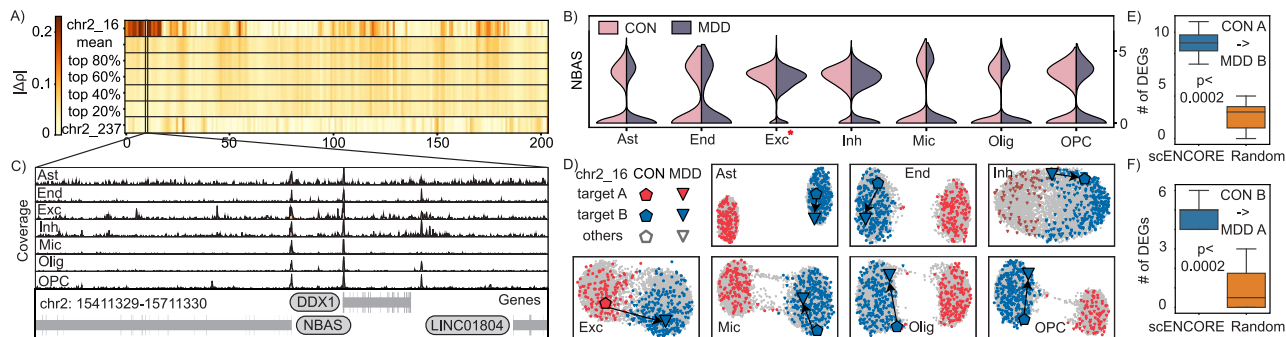 A)
0.2
0.1
0
|Δρ|
chr2_16
mean
top 80%
top 60%
top 40%
top 20%
chr2_237
0 50 100 150 200
B)
CON MDD
NBAS
5
0
Ast End Exc* Inh Mic Olig OPC
C)
Coverage
Ast
End
Exc
Inh
Mic
Olig
OPC
chr2: 15411329-15711330
DDX1
Genes
NBAS
LINC01804
D)
chr2_16 CON MDD
target A
target B
others
Ast
End
Inh
Exc
Mic
Olig
OPC
E)
# of DEGs
10
5
0
CON A
->
MDD B
p<
0.0002
scENCORE Random
F)
# of DEGs
6
3
0
CON B
->
MDD A
p<
0.0002
scENCORE Random